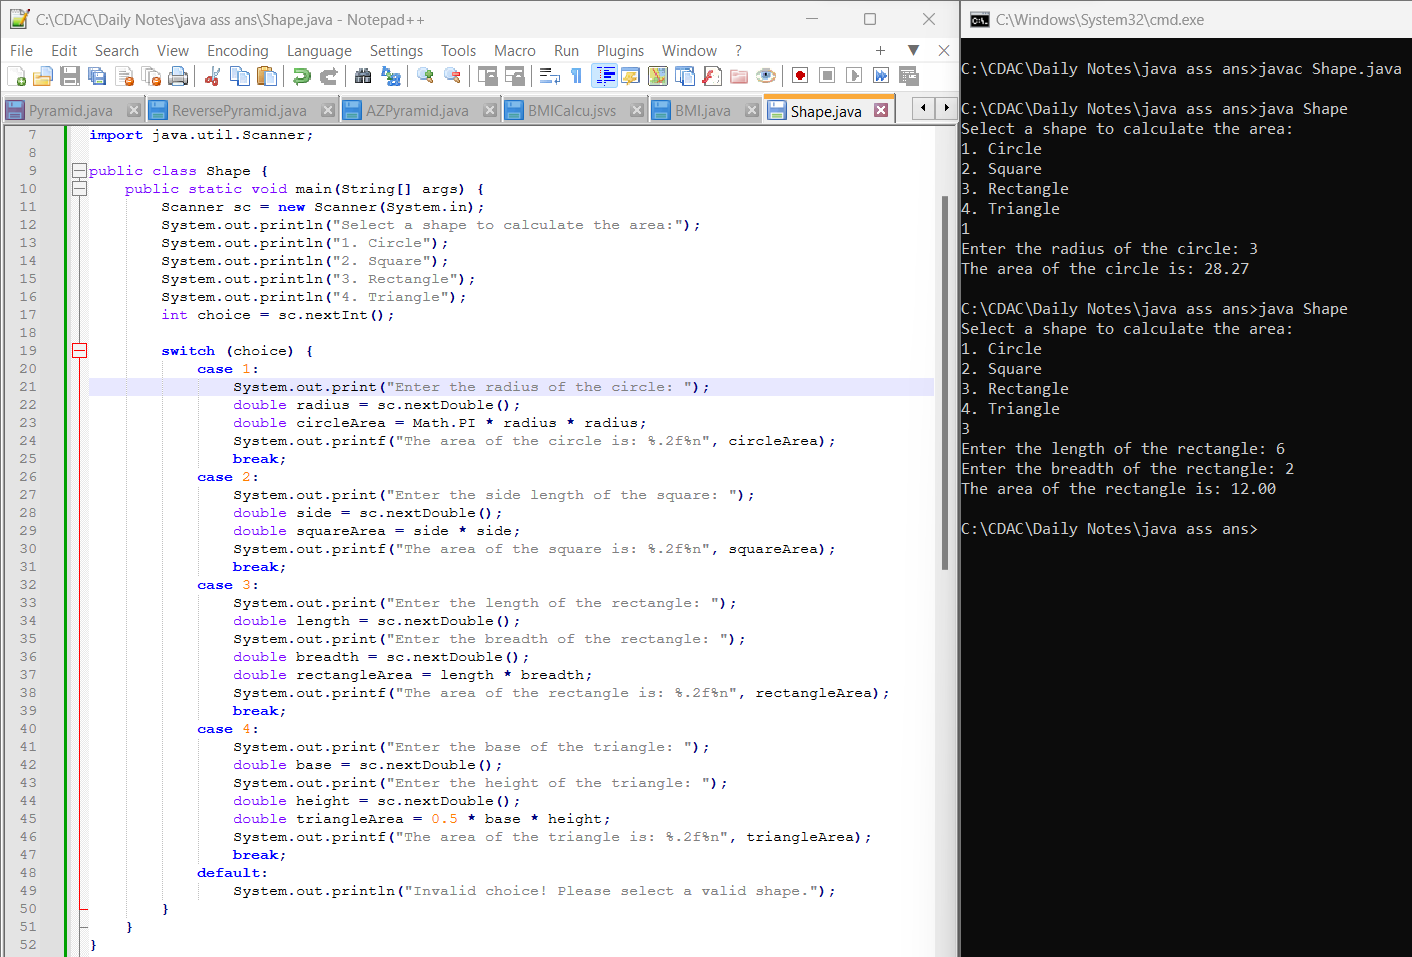 C:\CDAC\Daily Notes\java ass ans\Shape.java - Notepad++
File Edit Search View Encoding Language Settings Tools Macro Run Plugins Window ?
Pyramid.java ReversePyramid.java AZPyramid.java BMICalcu.jsvs BMI.java Shape.java
7 import java.util.Scanner;
8
9 public class Shape {
10 public static void main(String[] args) {
11 Scanner sc = new Scanner(System.in);
12 System.out.println("Select a shape to calculate the area:");
13 System.out.println("1. Circle");
14 System.out.println("2. Square");
15 System.out.println("3. Rectangle");
16 System.out.println("4. Triangle");
17 int choice = sc.nextInt();
18
19 switch (choice) {
20 case 1:
21 System.out.print("Enter the radius of the circle: ");
22 double radius = sc.nextDouble();
23 double circleArea = Math.PI * radius * radius;
24 System.out.printf("The area of the circle is: %.2f%n", circleArea);
25 break;
26 case 2:
27 System.out.print("Enter the side length of the square: ");
28 double side = sc.nextDouble();
29 double squareArea = side * side;
30 System.out.printf("The area of the square is: %.2f%n", squareArea);
31 break;
32 case 3:
33 System.out.print("Enter the length of the rectangle: ");
34 double length = sc.nextDouble();
35 System.out.print("Enter the breadth of the rectangle: ");
36 double breadth = sc.nextDouble();
37 double rectangleArea = length * breadth;
38 System.out.printf("The area of the rectangle is: %.2f%n", rectangleArea);
39 break;
40 case 4:
41 System.out.print("Enter the base of the triangle: ");
42 double base = sc.nextDouble();
43 System.out.print("Enter the height of the triangle: ");
44 double height = sc.nextDouble();
45 double triangleArea = 0.5 * base * height;
46 System.out.printf("The area of the triangle is: %.2f%n", triangleArea);
47 break;
48 default:
49 System.out.println("Invalid choice! Please select a valid shape.");
50 }
51 }
52 }
C:\Windows\System32\cmd.exe
C:\CDAC\Daily Notes\java ass ans>javac Shape.java
C:\CDAC\Daily Notes\java ass ans>java Shape
Select a shape to calculate the area:
1. Circle
2. Square
3. Rectangle
4. Triangle
1
Enter the radius of the circle: 3
The area of the circle is: 28.27
C:\CDAC\Daily Notes\java ass ans>java Shape
Select a shape to calculate the area:
1. Circle
2. Square
3. Rectangle
4. Triangle
3
Enter the length of the rectangle: 6
Enter the breadth of the rectangle: 2
The area of the rectangle is: 12.00
C:\CDAC\Daily Notes\java ass ans>